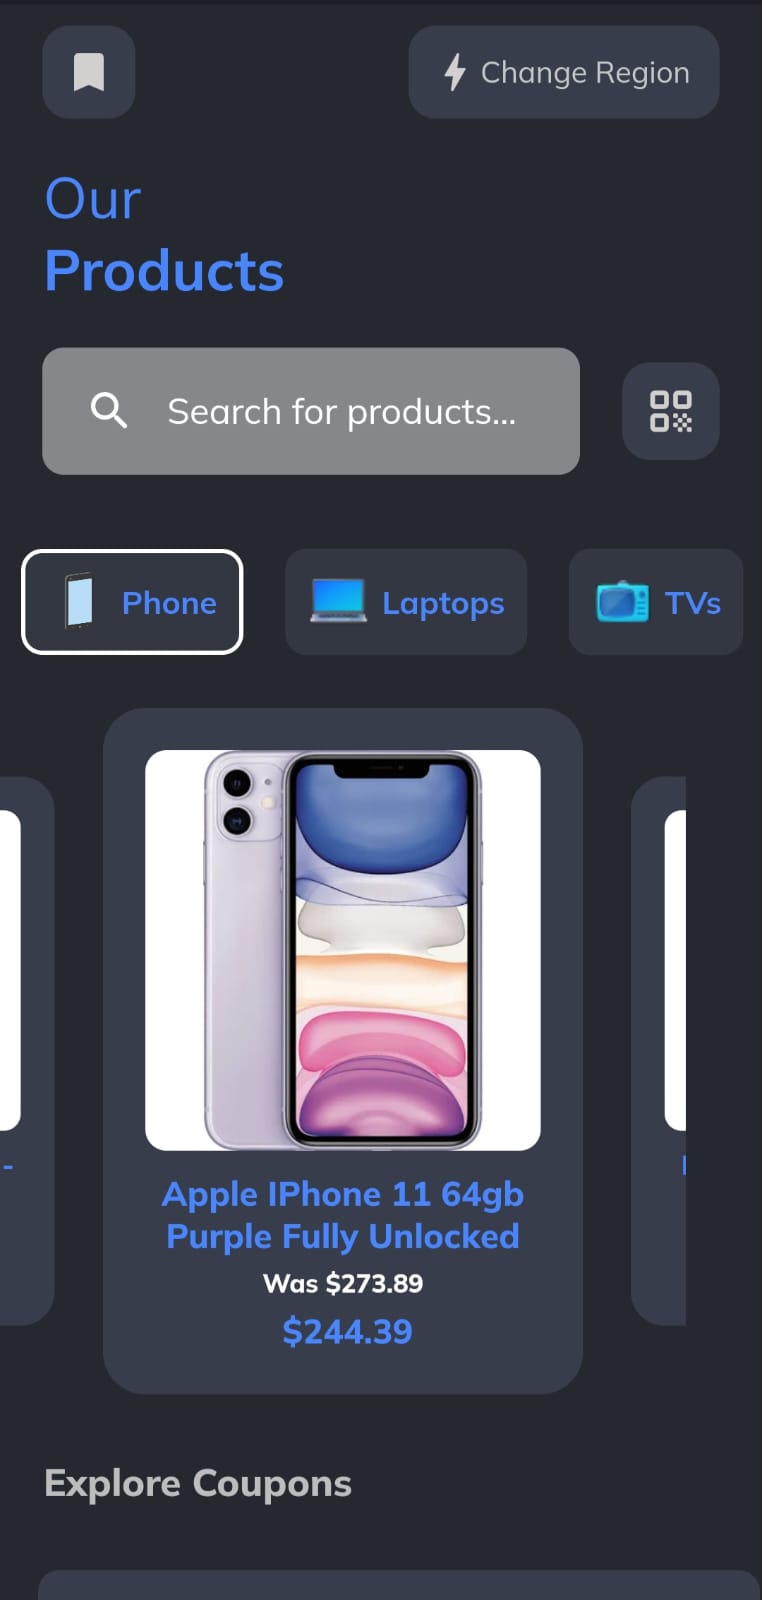 Change Region
Our
Products
Search for products...
Phone
Laptops
TVs
Apple IPhone 11 64gb
Purple Fully Unlocked
Was $273.89
$244.39
Explore Coupons